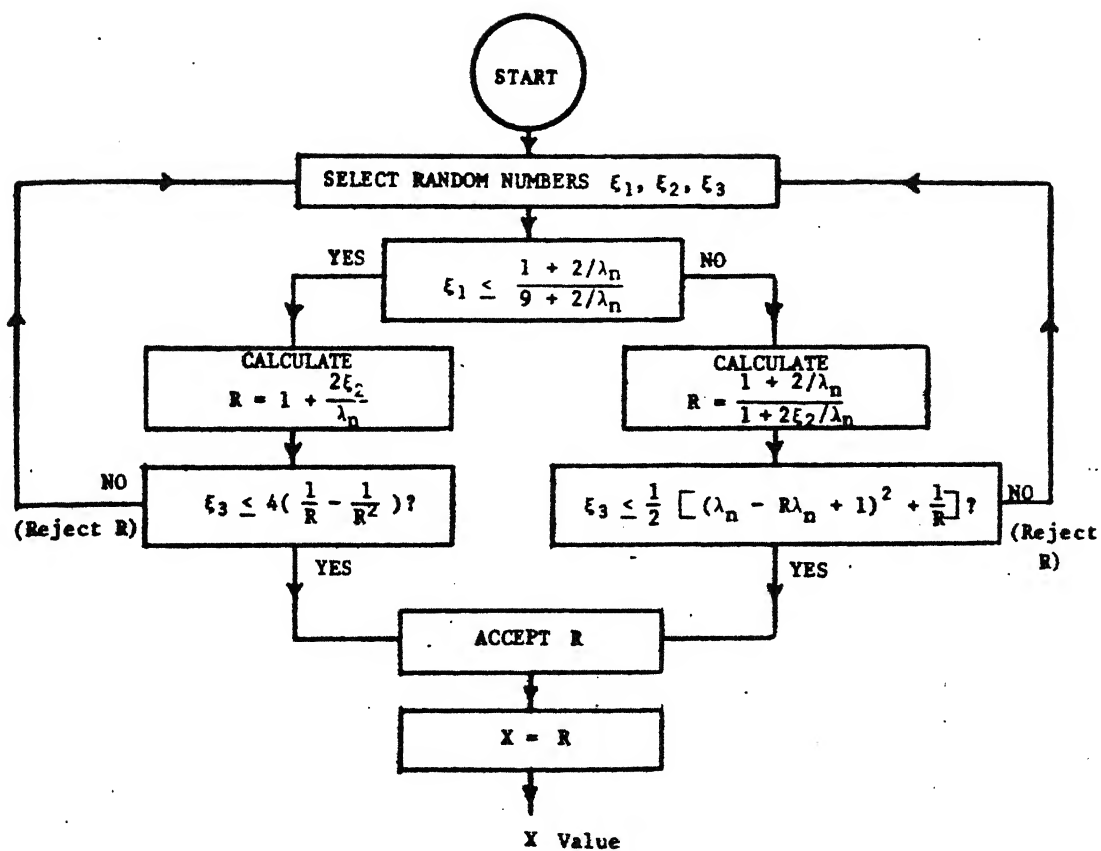 START
SELECT RANDOM NUMBERS ξ₁, ξ₂, ξ₃
YES
ξ₁ ≤ (1 + 2/λₙ)/(9 + 2/λₙ)
NO
CALCULATE
R = 1 + 2ξ₂/λₙ
CALCULATE
R = (1 + 2/λₙ)/(1 + 2ξ₂/λₙ)
NO
(Reject R)
ξ₃ ≤ 4( 1/R - 1/R² )?
ξ₃ ≤ 1/2 [(λₙ - Rλₙ + 1)² + 1/R]?
NO
(Reject
R)
YES
YES
ACCEPT R
X = R
X Value